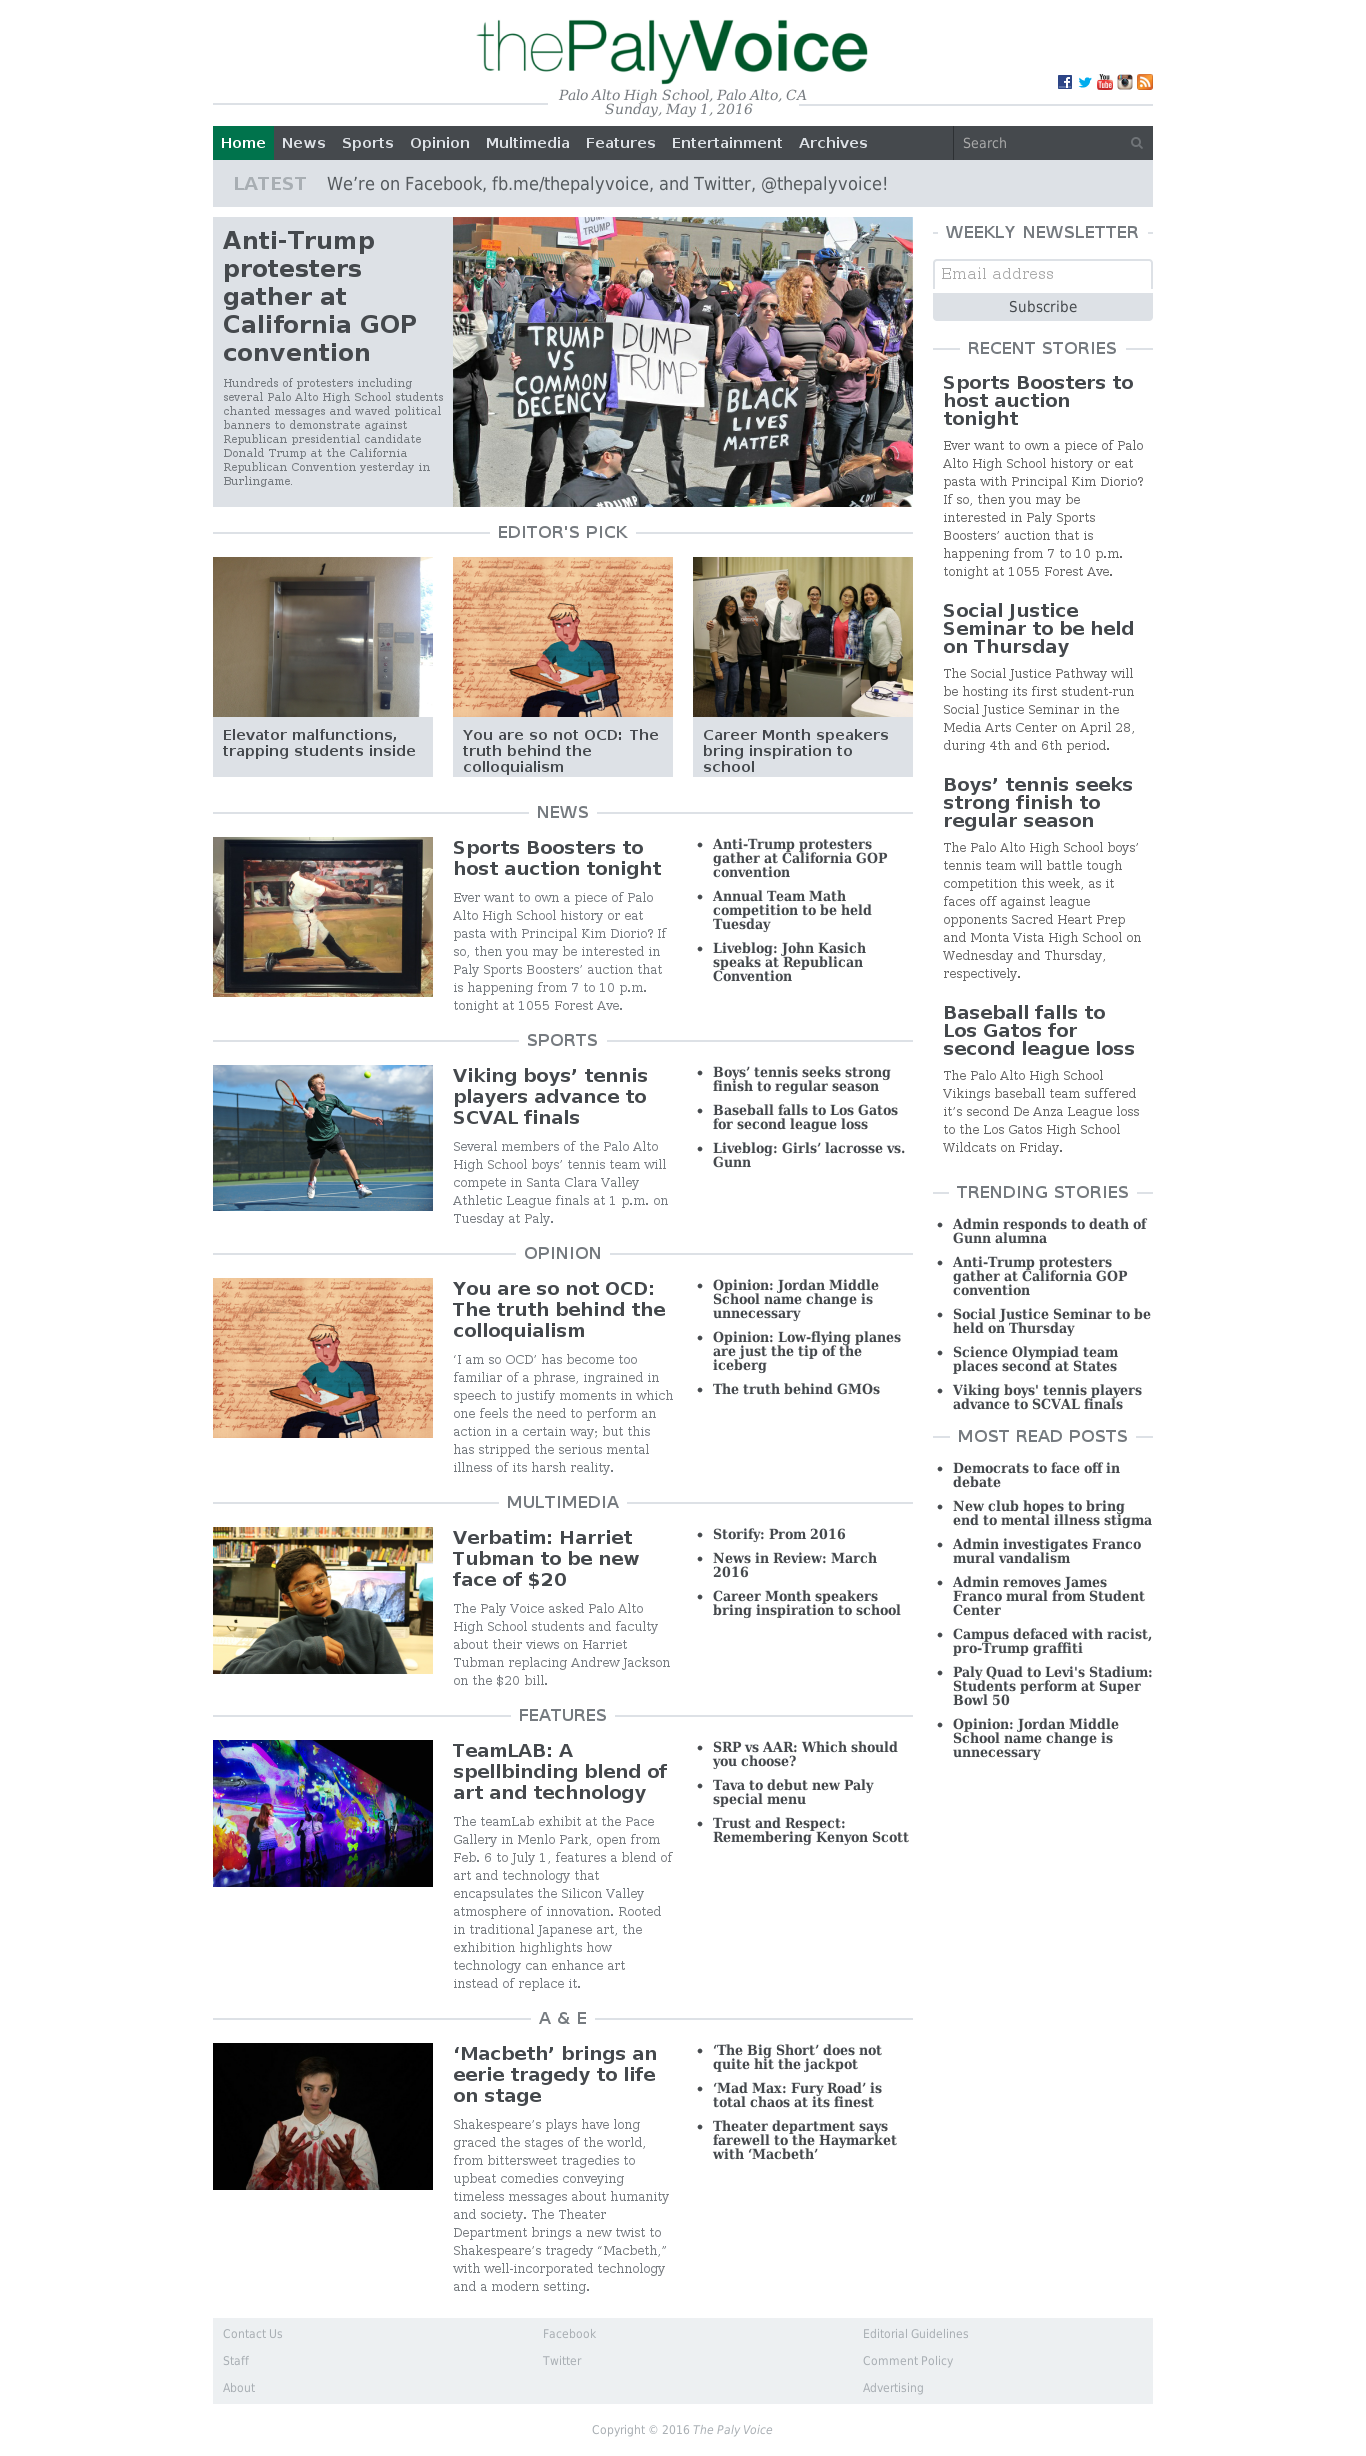 thePalyVoice
Palo Alto High School, Palo Alto, CA
Sunday, May 1, 2016
Home News Sports Opinion Multimedia Features Entertainment Archives Search
LATEST We’re on Facebook, fb.me/thepalyvoice, and Twitter, @thepalyvoice!
Anti-Trump
protesters
gather at
California GOP
convention
Hundreds of protesters including
several Palo Alto High School students
chanted messages and waved political
banners to demonstrate against
Republican presidential candidate
Donald Trump at the California
Republican Convention yesterday in
Burlingame.
DUMP
TRUMP
TRUMP
VS
COMMON
DECENCY
DUMP
TRUMP
BLACK
LIVES
MATTER
#DUMP
EDITOR'S PICK
1
Elevator malfunctions,
trapping students inside
You are so not OCD: The
truth behind the
colloquialism
Career Month speakers
bring inspiration to
school
NEWS
Sports Boosters to
host auction tonight
Ever want to own a piece of Palo
Alto High School history or eat
pasta with Principal Kim Diorio? If
so, then you may be interested in
Paly Sports Boosters’ auction that
is happening from 7 to 10 p.m.
tonight at 1055 Forest Ave.
• Anti-Trump protesters
gather at California GOP
convention
• Annual Team Math
competition to be held
Tuesday
• Liveblog: John Kasich
speaks at Republican
Convention
SPORTS
Viking boys’ tennis
players advance to
SCVAL finals
Several members of the Palo Alto
High School boys’ tennis team will
compete in Santa Clara Valley
Athletic League finals at 1 p.m. on
Tuesday at Paly.
• Boys’ tennis seeks strong
finish to regular season
• Baseball falls to Los Gatos
for second league loss
• Liveblog: Girls’ lacrosse vs.
Gunn
OPINION
You are so not OCD:
The truth behind the
colloquialism
‘I am so OCD’ has become too
familiar of a phrase, ingrained in
speech to justify moments in which
one feels the need to perform an
action in a certain way; but this
has stripped the serious mental
illness of its harsh reality.
• Opinion: Jordan Middle
School name change is
unnecessary
• Opinion: Low-flying planes
are just the tip of the
iceberg
• The truth behind GMOs
MULTIMEDIA
Verbatim: Harriet
Tubman to be new
face of $20
The Paly Voice asked Palo Alto
High School students and faculty
about their views on Harriet
Tubman replacing Andrew Jackson
on the $20 bill.
• Storify: Prom 2016
• News in Review: March
2016
• Career Month speakers
bring inspiration to school
FEATURES
TeamLAB: A
spellbinding blend of
art and technology
The teamLab exhibit at the Pace
Gallery in Menlo Park, open from
Feb. 6 to July 1, features a blend of
art and technology that
encapsulates the Silicon Valley
atmosphere of innovation. Rooted
in traditional Japanese art, the
exhibition highlights how
technology can enhance art
instead of replace it.
• SRP vs AAR: Which should
you choose?
• Tava to debut new Paly
special menu
• Trust and Respect:
Remembering Kenyon Scott
A & E
‘Macbeth’ brings an
eerie tragedy to life
on stage
Shakespeare’s plays have long
graced the stages of the world,
from bittersweet tragedies to
upbeat comedies conveying
timeless messages about humanity
and society. The Theater
Department brings a new twist to
Shakespeare’s tragedy “Macbeth,”
with well-incorporated technology
and a modern setting.
• ‘The Big Short’ does not
quite hit the jackpot
• ‘Mad Max: Fury Road’ is
total chaos at its finest
• Theater department says
farewell to the Haymarket
with ‘Macbeth’
WEEKLY NEWSLETTER
Email address
Subscribe
RECENT STORIES
Sports Boosters to
host auction
tonight
Ever want to own a piece of Palo
Alto High School history or eat
pasta with Principal Kim Diorio?
If so, then you may be
interested in Paly Sports
Boosters’ auction that is
happening from 7 to 10 p.m.
tonight at 1055 Forest Ave.
Social Justice
Seminar to be held
on Thursday
The Social Justice Pathway will
be hosting its first student-run
Social Justice Seminar in the
Media Arts Center on April 28,
during 4th and 6th period.
Boys’ tennis seeks
strong finish to
regular season
The Palo Alto High School boys’
tennis team will battle tough
competition this week, as it
faces off against league
opponents Sacred Heart Prep
and Monta Vista High School on
Wednesday and Thursday,
respectively.
Baseball falls to
Los Gatos for
second league loss
The Palo Alto High School
Vikings baseball team suffered
it’s second De Anza League loss
to the Los Gatos High School
Wildcats on Friday.
TRENDING STORIES
• Admin responds to death of
Gunn alumna
• Anti-Trump protesters
gather at California GOP
convention
• Social Justice Seminar to be
held on Thursday
• Science Olympiad team
places second at States
• Viking boys' tennis players
advance to SCVAL finals
MOST READ POSTS
• Democrats to face off in
debate
• New club hopes to bring
end to mental illness stigma
• Admin investigates Franco
mural vandalism
• Admin removes James
Franco mural from Student
Center
• Campus defaced with racist,
pro-Trump graffiti
• Paly Quad to Levi's Stadium:
Students perform at Super
Bowl 50
• Opinion: Jordan Middle
School name change is
unnecessary
Contact Us Facebook Editorial Guidelines
Staff Twitter Comment Policy
About Advertising
Copyright © 2016 The Paly Voice